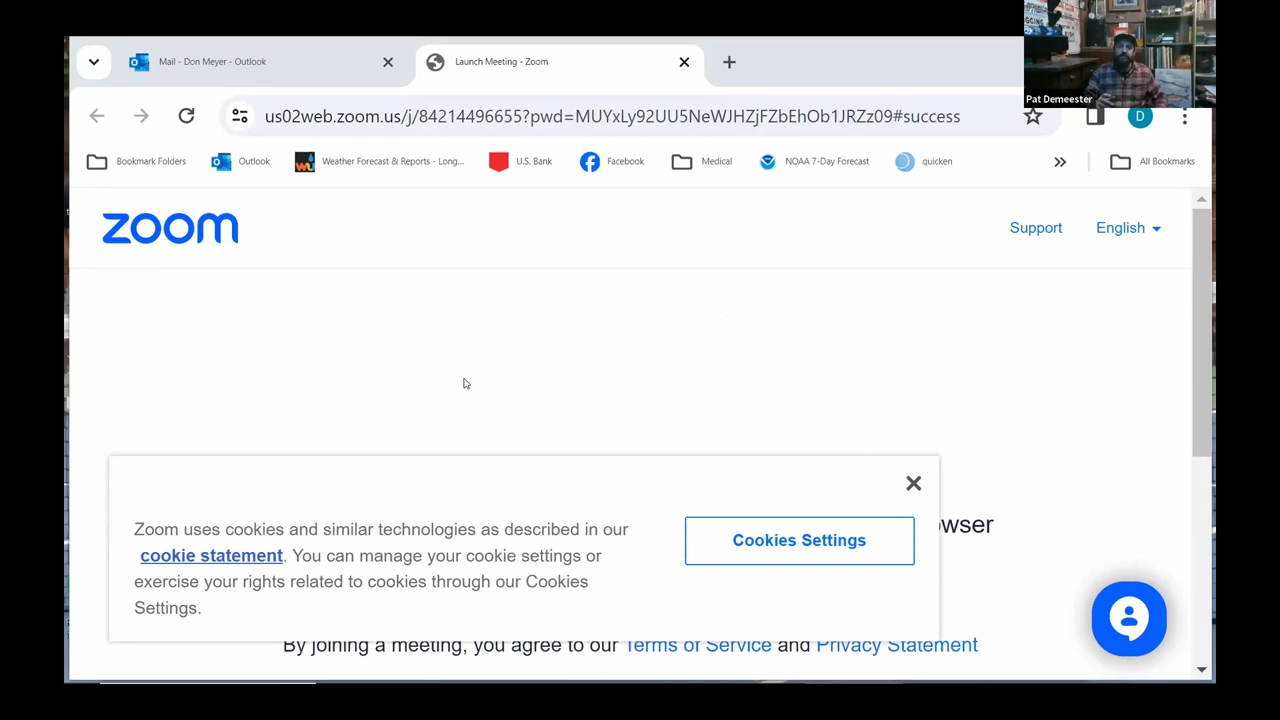 Mail - Don Meyer - Outlook
Launch Meeting - Zoom
Pat Demeester
us02web.zoom.us/j/84214496655?pwd=MUYxLy92UU5NeWJHZjFZbEhOb1JRZz09#success
D
Bookmark Folders
Outlook
Weather Forecast & Reports - Long...
U.S. Bank
Facebook
Medical
NOAA 7-Day Forecast
quicken
All Bookmarks
zoom
Support
English
Zoom uses cookies and similar technologies as described in our
cookie statement. You can manage your cookie settings or
exercise your rights related to cookies through our Cookies
Settings.
Cookies Settings
By joining a meeting, you agree to our Terms of Service and Privacy Statement